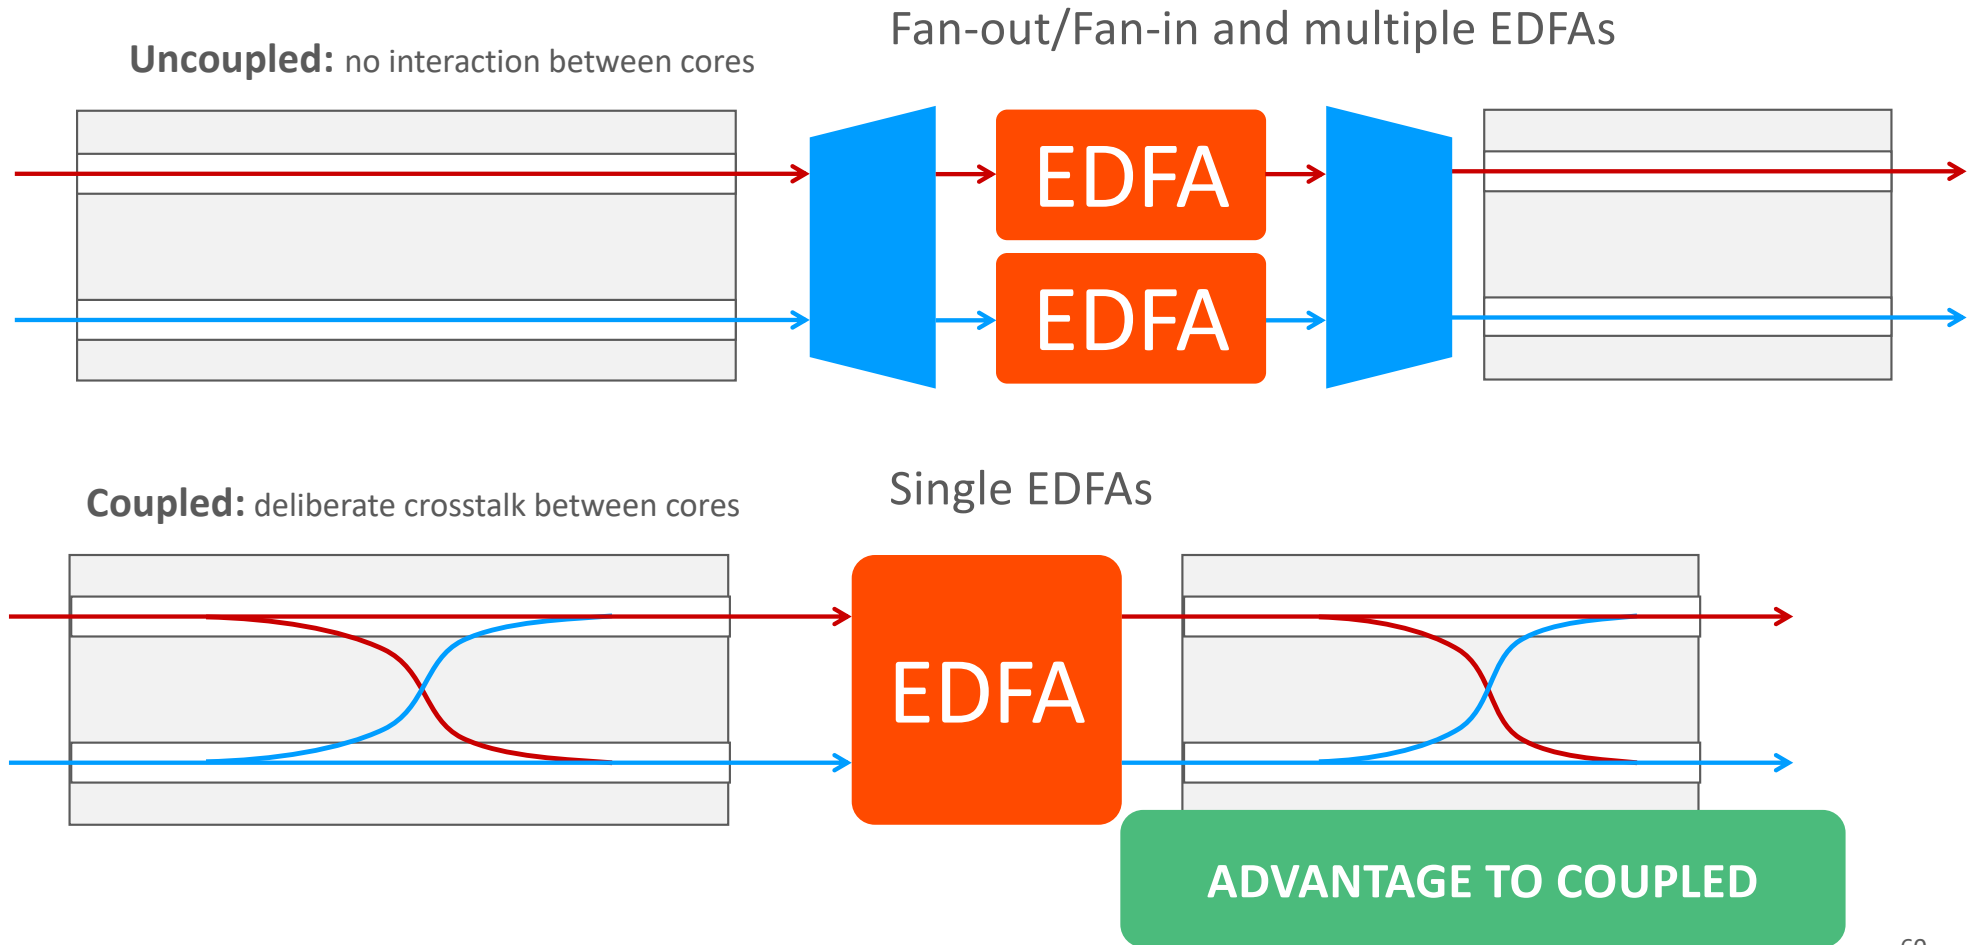 Fan-out/Fan-in and multiple EDFAs
Uncoupled: no interaction between cores
EDFA
EDFA
Single EDFAs
Coupled: deliberate crosstalk between cores
EDFA
ADVANTAGE TO COUPLED